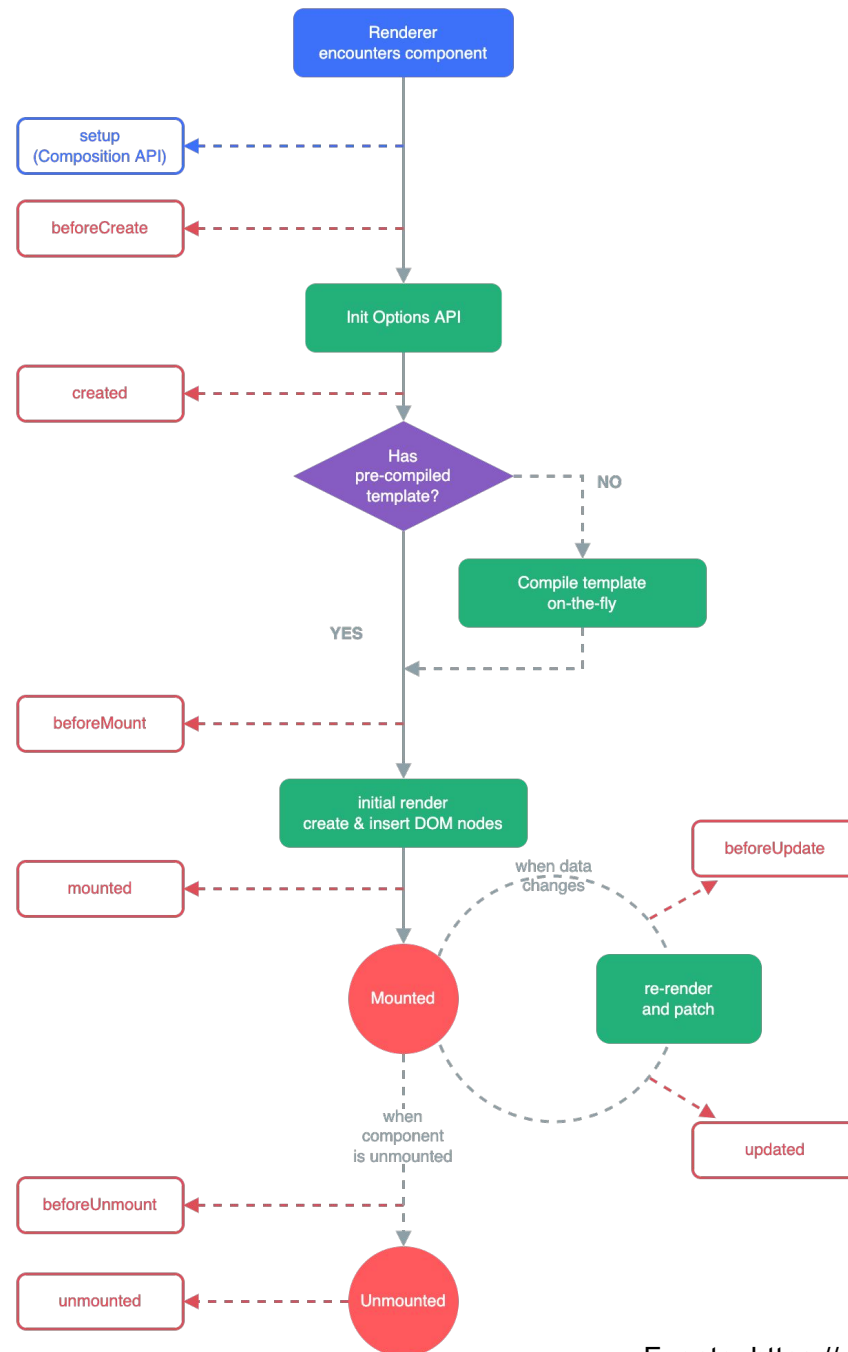 Renderer
encounters component
setup
(Composition API)
beforeCreate
Init Options API
created
Has
pre-compiled
template?
NO
Compile template
on-the-fly
YES
beforeMount
initial render
create & insert DOM nodes
beforeUpdate
when data
changes
mounted
Mounted
re-render
and patch
when
component
is unmounted
updated
beforeUnmount
unmounted
Unmounted